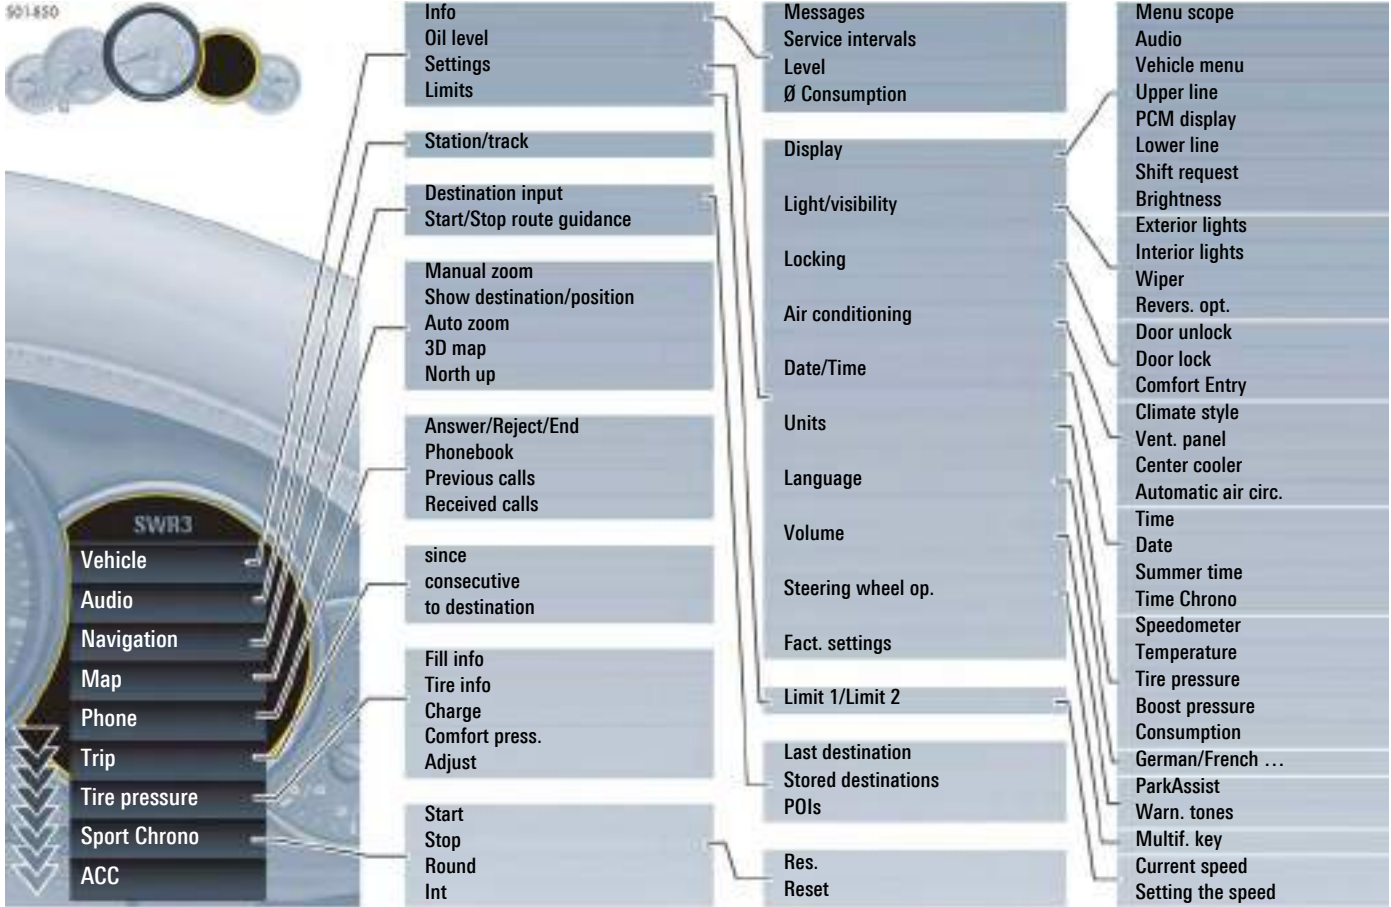 S01-850
SWR3
Vehicle
Audio
Navigation
Map
Phone
Trip
Tire pressure
Sport Chrono
ACC
Info
Oil level
Settings
Limits
Station/track
Destination input
Start/Stop route guidance
Manual zoom
Show destination/position
Auto zoom
3D map
North up
Answer/Reject/End
Phonebook
Previous calls
Received calls
since
consecutive
to destination
Fill info
Tire info
Charge
Comfort press.
Adjust
Start
Stop
Round
Int
Messages
Service intervals
Level
Ø Consumption
Display
Light/visibility
Locking
Air conditioning
Date/Time
Units
Language
Volume
Steering wheel op.
Fact. settings
Limit 1/Limit 2
Last destination
Stored destinations
POIs
Res.
Reset
Menu scope
Audio
Vehicle menu
Upper line
PCM display
Lower line
Shift request
Brightness
Exterior lights
Interior lights
Wiper
Revers. opt.
Door unlock
Door lock
Comfort Entry
Climate style
Vent. panel
Center cooler
Automatic air circ.
Time
Date
Summer time
Time Chrono
Speedometer
Temperature
Tire pressure
Boost pressure
Consumption
German/French …
ParkAssist
Warn. tones
Multif. key
Current speed
Setting the speed